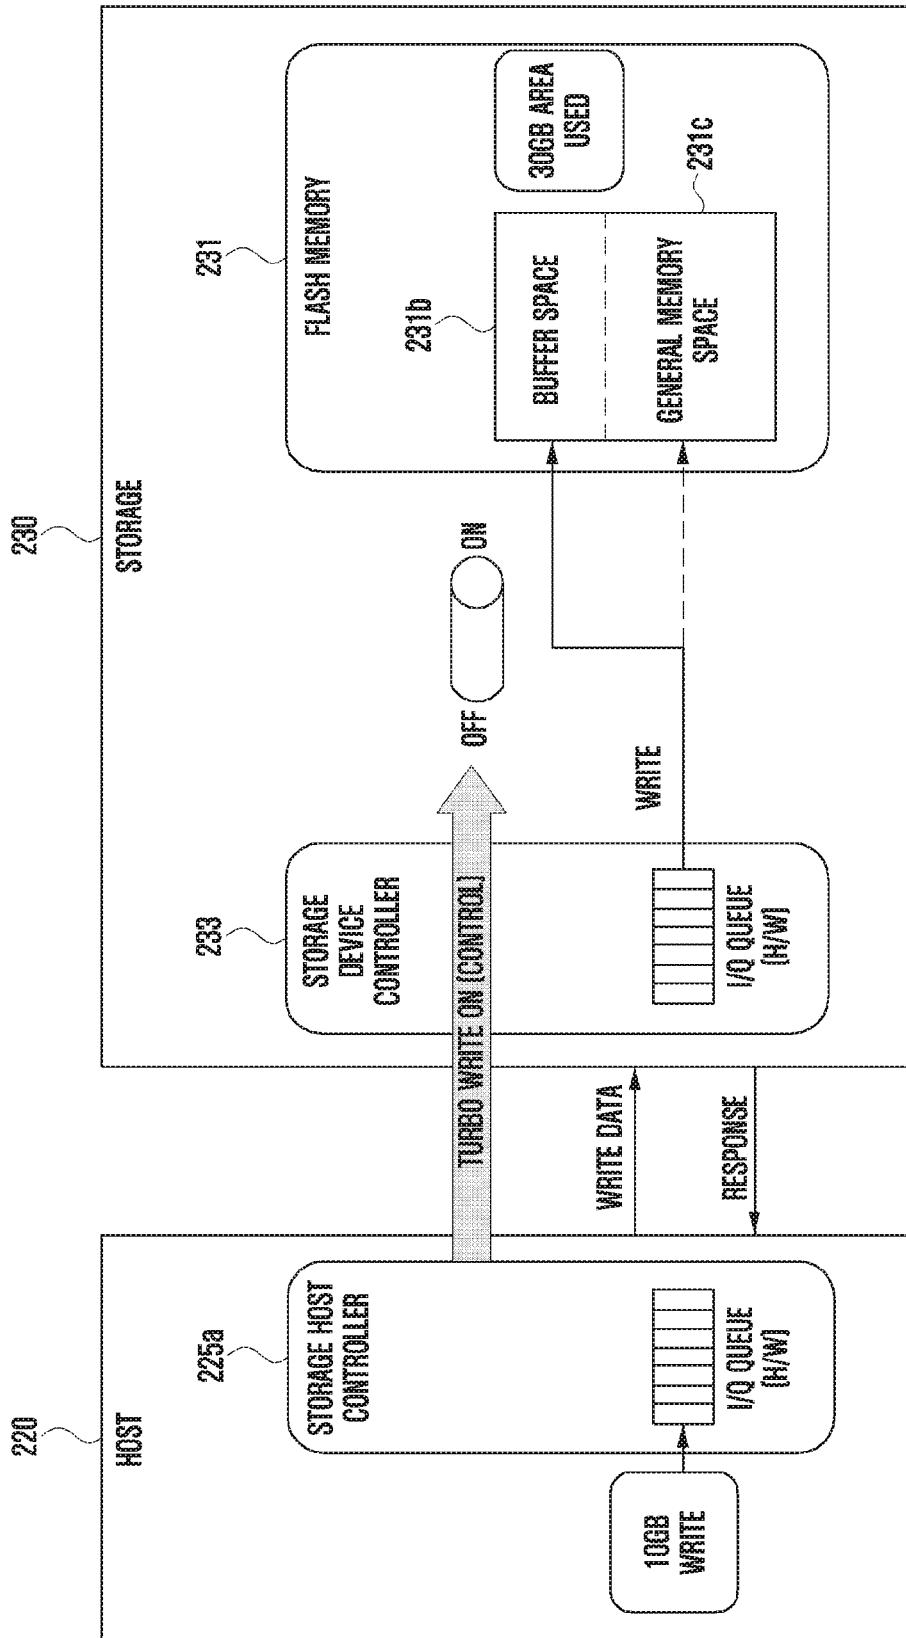 220
HOST
225a
STORAGE HOST
CONTROLLER
10GB
WRITE
I/Q QUEUE
(H/W)
TURBO WRITE ON (CONTROL)
WRITE DATA
RESPONSE
230
STORAGE
233
STORAGE
DEVICE
CONTROLLER
I/Q QUEUE
(H/W)
WRITE
OFF
ON
231
FLASH MEMORY
231b
BUFFER SPACE
GENERAL MEMORY
SPACE
231c
30GB AREA
USED